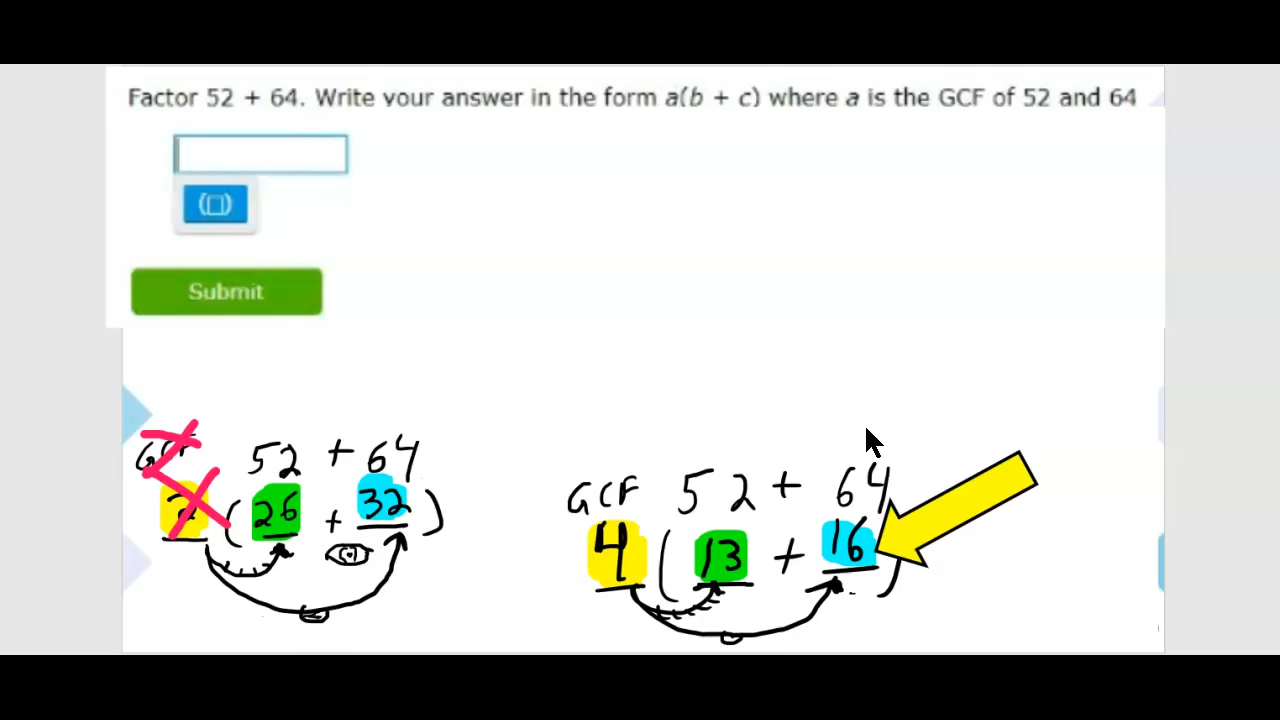 Factor 52 + 64. Write your answer in the form a(b + c) where a is the GCF of 52 and 64
(□)
Submit
GCF 52 + 64
2 (26 + 32)
GCF 52 + 64
4 (13 + 16)